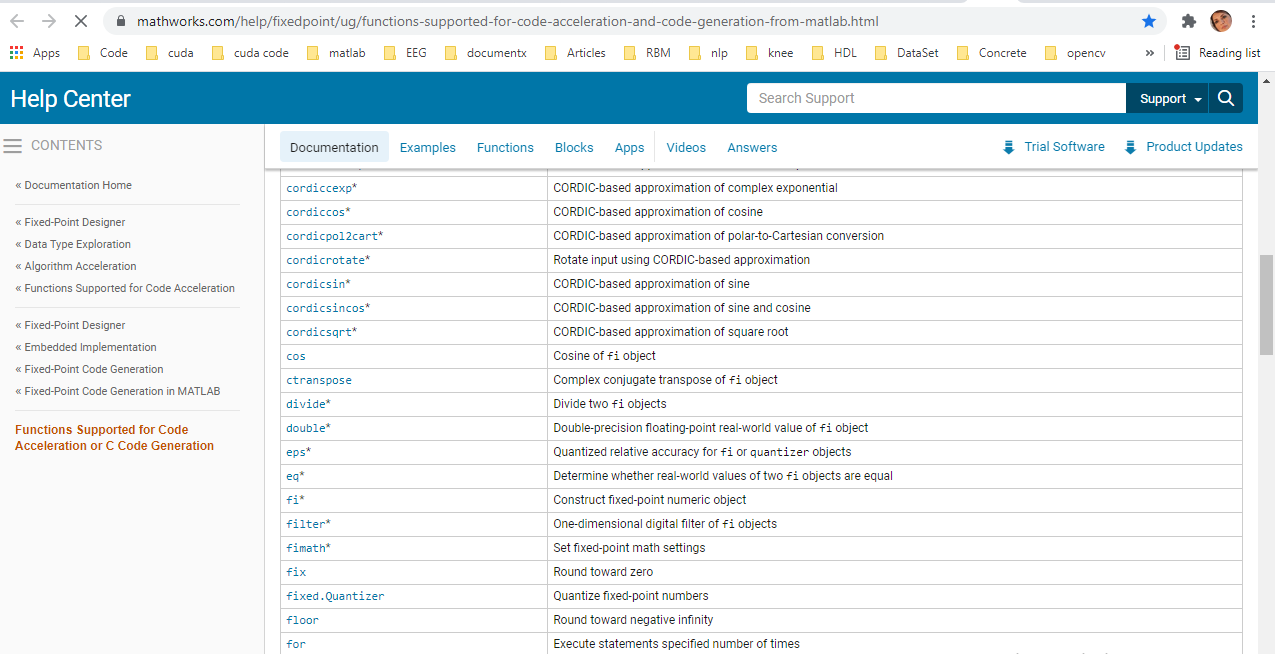 mathworks.com/help/fixedpoint/ug/functions-supported-for-code-acceleration-and-code-generation-from-matlab.html
Apps Code cuda cuda code matlab EEG documentx Articles RBM nlp knee HDL DataSet Concrete opencv » Reading list
Help Center
Search Support
Support
CONTENTS
« Documentation Home
« Fixed-Point Designer
« Data Type Exploration
« Algorithm Acceleration
« Functions Supported for Code Acceleration
« Fixed-Point Designer
« Embedded Implementation
« Fixed-Point Code Generation
« Fixed-Point Code Generation in MATLAB
Functions Supported for Code
Acceleration or C Code Generation
Documentation Examples Functions Blocks Apps Videos Answers Trial Software Product Updates
cordiccexp* CORDIC-based approximation of complex exponential
cordiccos* CORDIC-based approximation of cosine
cordicpol2cart* CORDIC-based approximation of polar-to-Cartesian conversion
cordicrotate* Rotate input using CORDIC-based approximation
cordicsin* CORDIC-based approximation of sine
cordicsincos* CORDIC-based approximation of sine and cosine
cordicsqrt* CORDIC-based approximation of square root
cos Cosine of fi object
ctranspose Complex conjugate transpose of fi object
divide* Divide two fi objects
double* Double-precision floating-point real-world value of fi object
eps* Quantized relative accuracy for fi or quantizer objects
eq* Determine whether real-world values of two fi objects are equal
fi* Construct fixed-point numeric object
filter* One-dimensional digital filter of fi objects
fimath* Set fixed-point math settings
fix Round toward zero
fixed.Quantizer Quantize fixed-point numbers
floor Round toward negative infinity
for Execute statements specified number of times